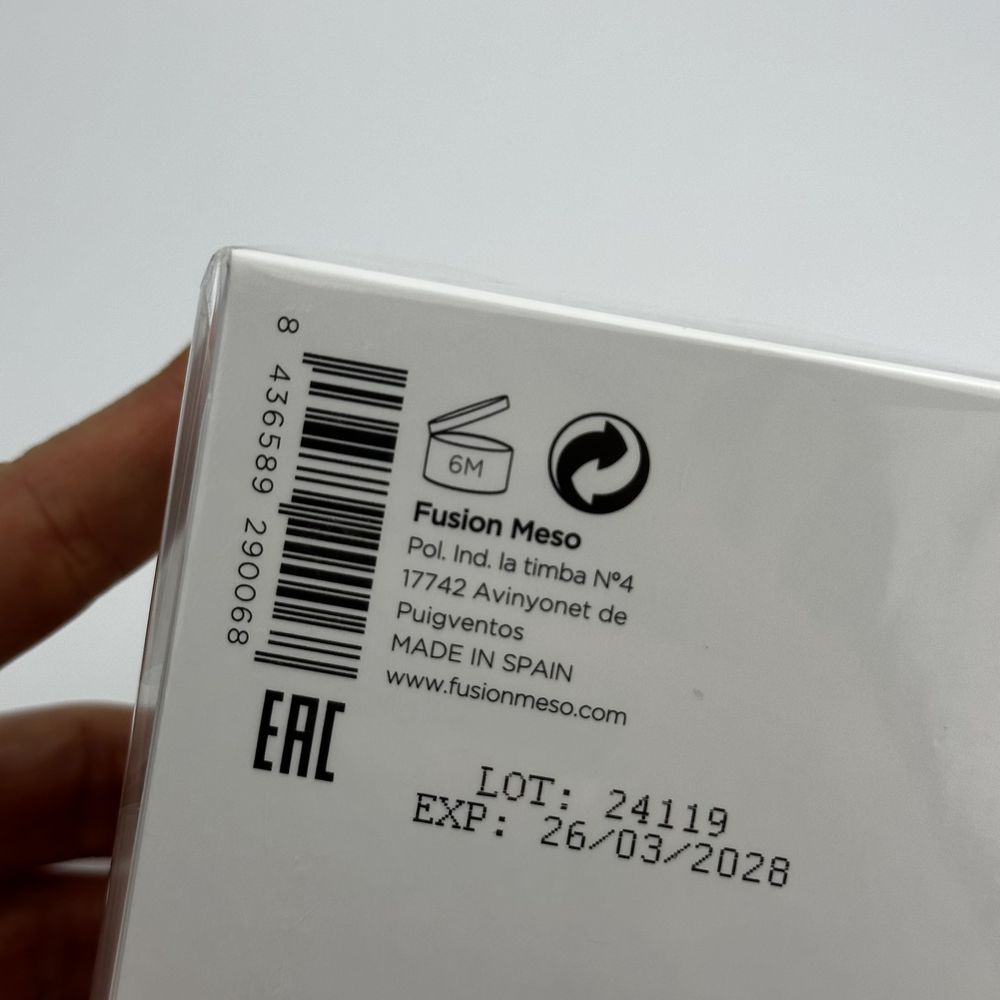 8 436589 290068
6M
Fusion Meso
Pol. Ind. la timba Nº4
17742 Avinyonet de
Puigventos
MADE IN SPAIN
www.fusionmeso.com
EAC
LOT: 24119
EXP: 26/03/2028